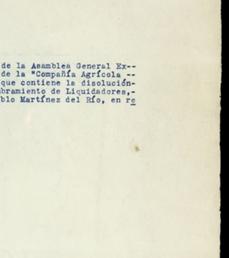 de la Asamblea General Ex--
de la "Compañía Agrícola --
que contiene la disolución-
bramiento de Liquidadores,-
blo Martínez del Río, en re